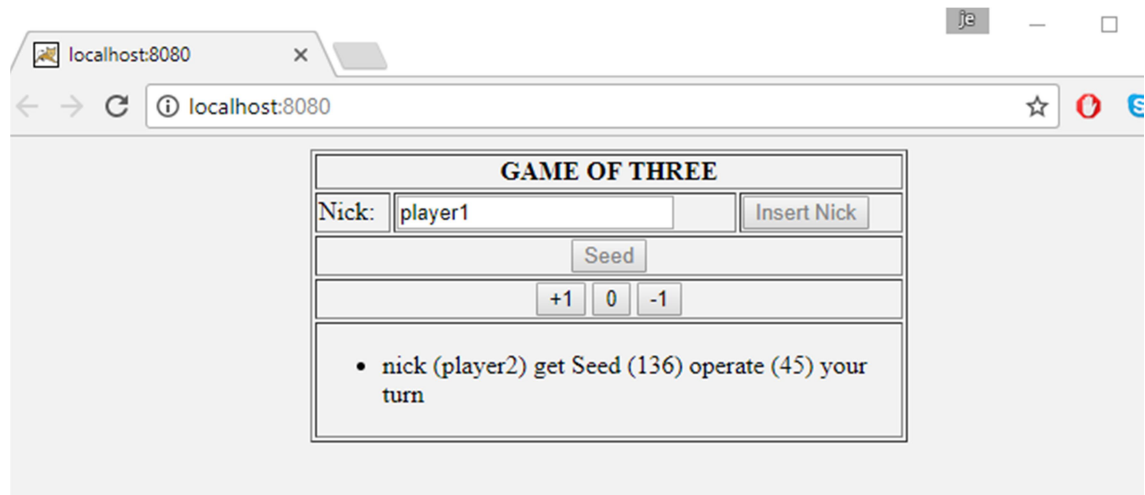 je
localhost:8080
localhost:8080
GAME OF THREE
Nick: player1 Insert Nick
Seed
+1 0 -1
• nick (player2) get Seed (136) operate (45) your
turn